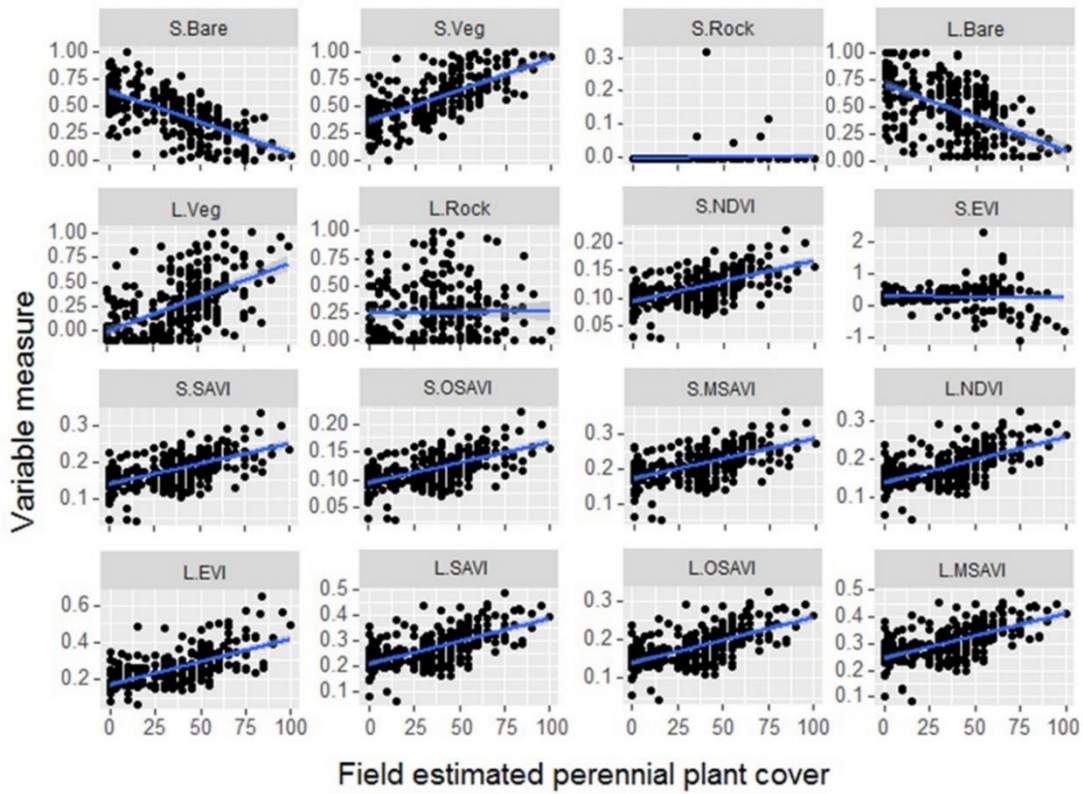 S.Bare S.Veg S.Rock L.Bare
1.00 0.75 0.50 0.25 0.00
1.00 0.75 0.50 0.25 0.00
0.3 0.2 0.1 0.0
1.00 0.75 0.50 0.25 0.00
L.Veg L.Rock S.NDVI S.EVI
1.00 0.75 0.50 0.25 0.00
1.00 0.75 0.50 0.25 0.00
0.20 0.15 0.10 0.05
2 1 0 -1
S.SAVI S.OSAVI S.MSAVI L.NDVI
0.3 0.2 0.1
0.20 0.15 0.10 0.05
0.3 0.2 0.1
0.3 0.2 0.1
L.EVI L.SAVI L.OSAVI L.MSAVI
0.6 0.4 0.2
0.5 0.4 0.3 0.2 0.1
0.3 0.2 0.1
0.5 0.4 0.3 0.2 0.1
0 25 50 75 100 0 25 50 75 100 0 25 50 75 100 0 25 50 75 100
Variable measure
Field estimated perennial plant cover